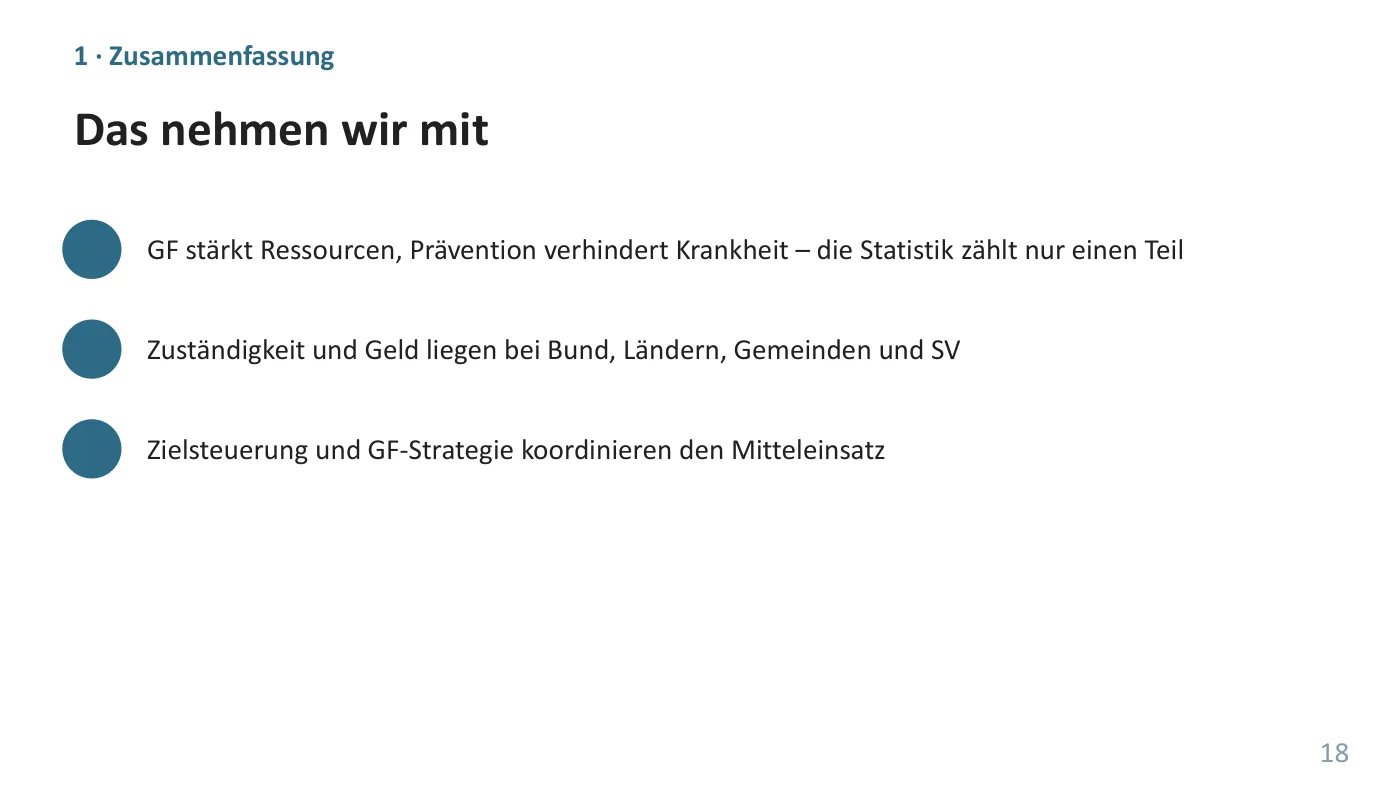 1 · Zusammenfassung
Das nehmen wir mit
GF stärkt Ressourcen, Prävention verhindert Krankheit – die Statistik zählt nur einen Teil
Zuständigkeit und Geld liegen bei Bund, Ländern, Gemeinden und SV
Zielsteuerung und GF-Strategie koordinieren den Mitteleinsatz
18